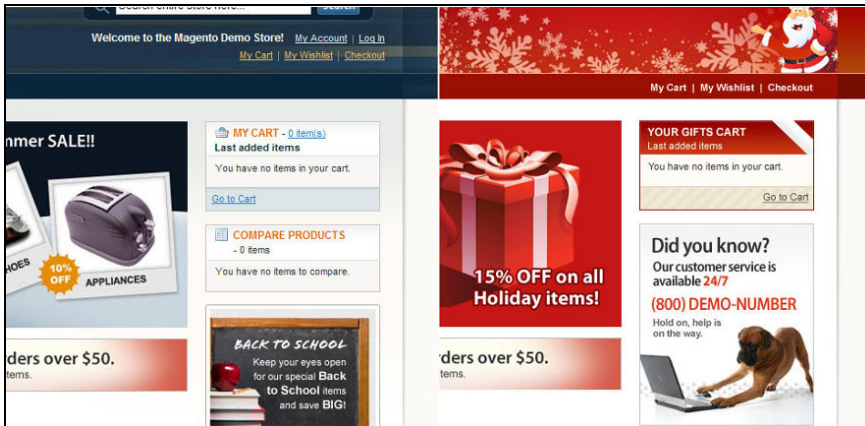 Search entire store here...
Search
Welcome to the Magento Demo Store! My Account | Log In
My Cart | My Wishlist | Checkout
mmer SALE!!
OES
10%
OFF
APPLIANCES
MY CART - 0 item(s)
Last added items
You have no items in your cart.
Go to Cart
COMPARE PRODUCTS
- 0 items
You have no items to compare.
BACK TO SCHOOL
Keep your eyes open
for our special Back
to School items
and save BIG!
rders over $50.
tems.
My Cart | My Wishlist | Checkout
15% OFF on all
Holiday items!
rders over $50.
tems.
YOUR GIFTS CART
Last added items
You have no items in your cart.
Go to Cart
Did you know?
Our customer service is
available 24/7
(800) DEMO-NUMBER
Hold on, help is
on the way.